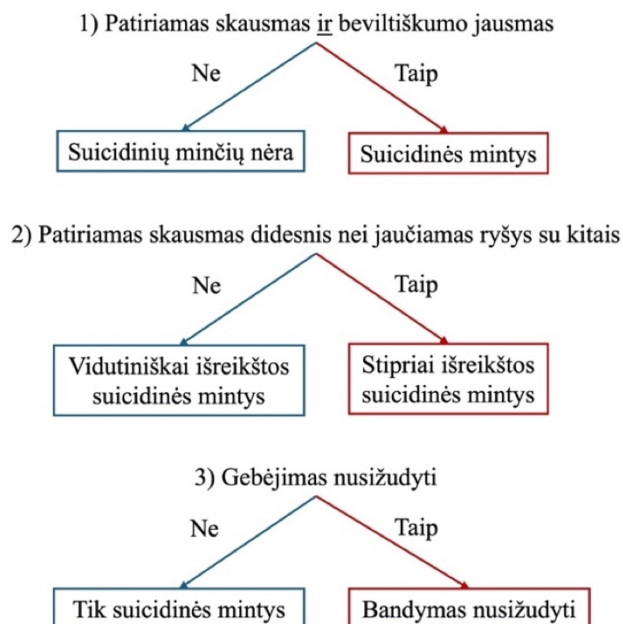 1) Patiriamas skausmas ir beviltiškumo jausmas
Ne
Taip
Suicidinių minčių nėra
Suicidinės mintys
2) Patiriamas skausmas didesnis nei jaučiamas ryšys su kitais
Ne
Taip
Vidutiniškai išreikštos
suicidinės mintys
Stipriai išreikštos
suicidinės mintys
3) Gebėjimas nusižudyti
Ne
Taip
Tik suicidinės mintys
Bandymas nusižudyti